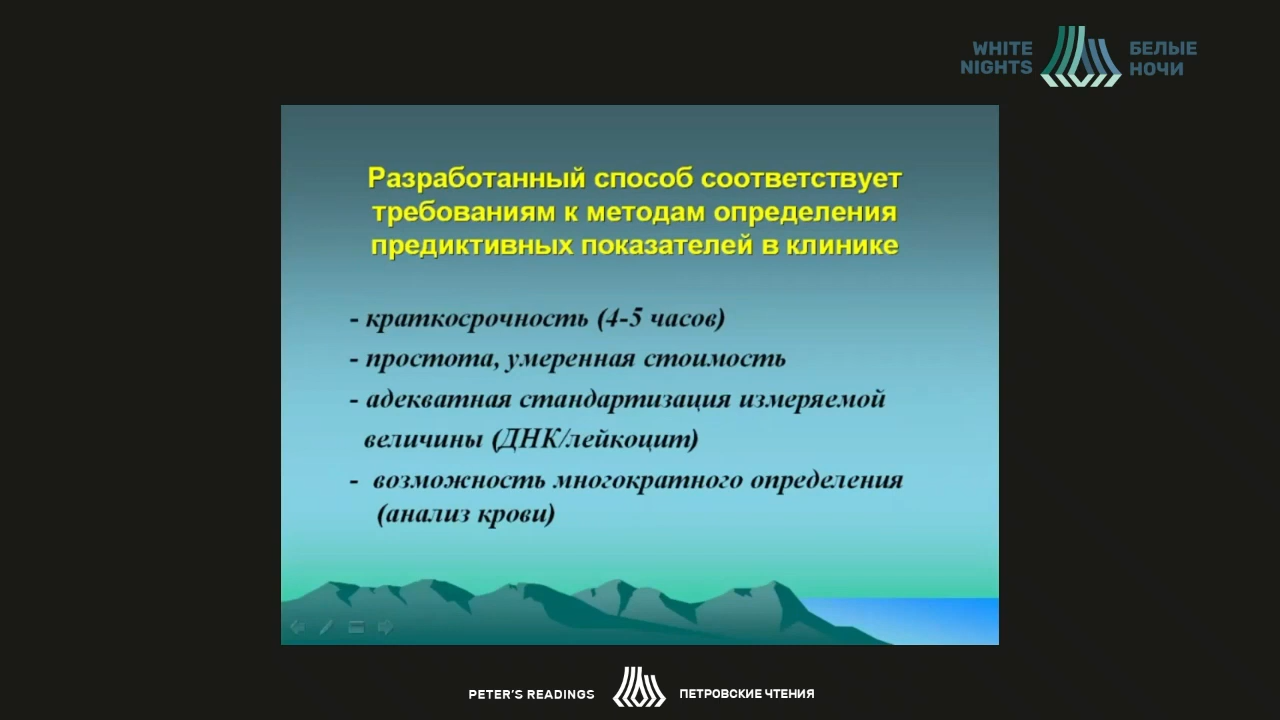 WHITE
NIGHTS
БЕЛЫЕ
НОЧИ
Разработанный способ соответствует
требованиям к методам определения
предиктивных показателей в клинике
- краткосрочность (4-5 часов)
- простота, умеренная стоимость
- адекватная стандартизация измеряемой
величины (ДНК/лейкоцит)
- возможность многократного определения
(анализ крови)
PETER'S READINGS
ПЕТРОВСКИЕ ЧТЕНИЯ